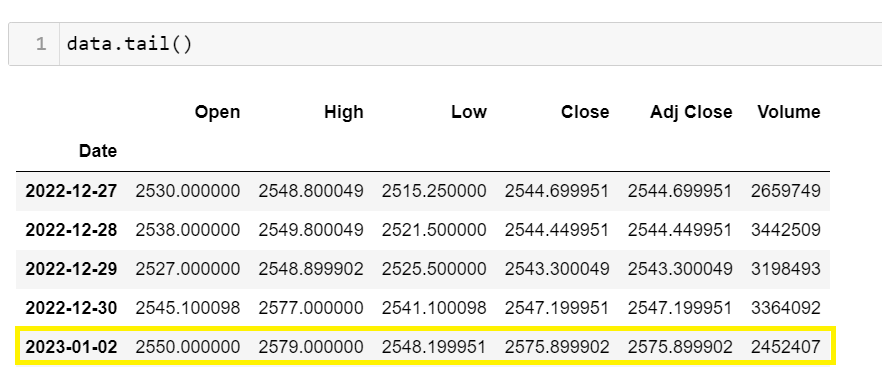 1 data.tail()
Open High Low Close Adj Close Volume
Date
2022-12-27 2530.000000 2548.800049 2515.250000 2544.699951 2544.699951 2659749
2022-12-28 2538.000000 2549.800049 2521.500000 2544.449951 2544.449951 3442509
2022-12-29 2527.000000 2548.899902 2525.500000 2543.300049 2543.300049 3198493
2022-12-30 2545.100098 2577.000000 2541.100098 2547.199951 2547.199951 3364092
2023-01-02 2550.000000 2579.000000 2548.199951 2575.899902 2575.899902 2452407